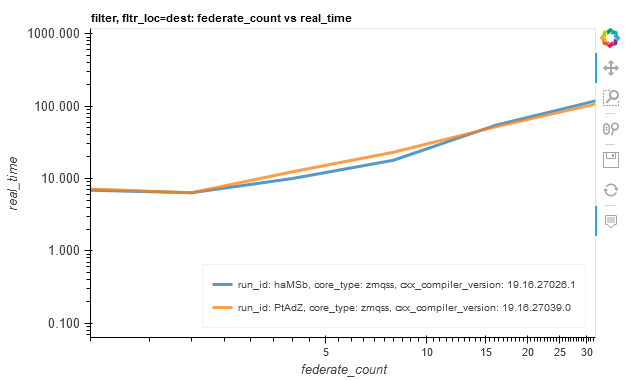 filter, fltr_loc=dest: federate_count vs real_time
1000.000
100.000
10.000
1.000
0.100
real_time
run_id: haMSb, core_type: zmqss, cxx_compiler_version: 19.16.27026.1
run_id: PtAdZ, core_type: zmqss, cxx_compiler_version: 19.16.27039.0
5 10 15 20 25 30
federate_count